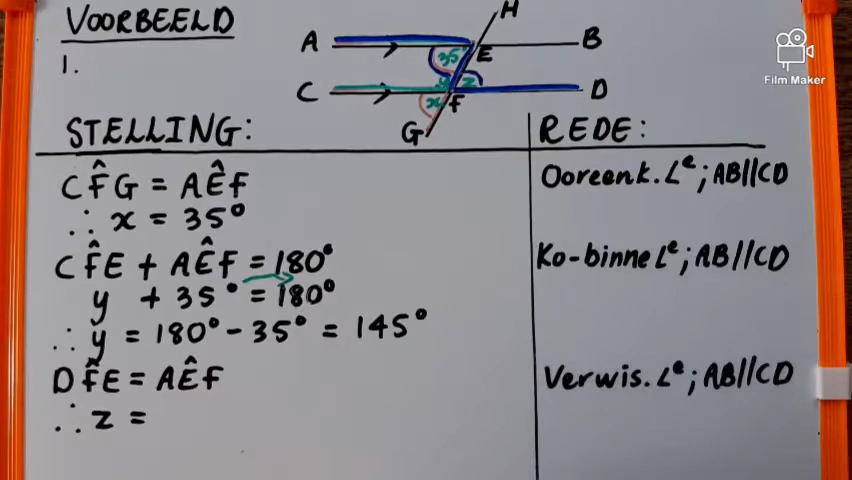 VOORBEELD
1.
H
A
35°
E
B
C
y
z
D
x
F
G
Film Maker
STELLING:
REDE:
CF̂G = AÊF
Ooreenk. ∠e; AB//CD
∴ x = 35°
CF̂E + AÊF = 180°
Ko-binne ∠e; AB//CD
y + 35° = 180°
∴ y = 180° - 35° = 145°
DF̂E = AÊF
Verwis. ∠e; AB//CD
∴ z =